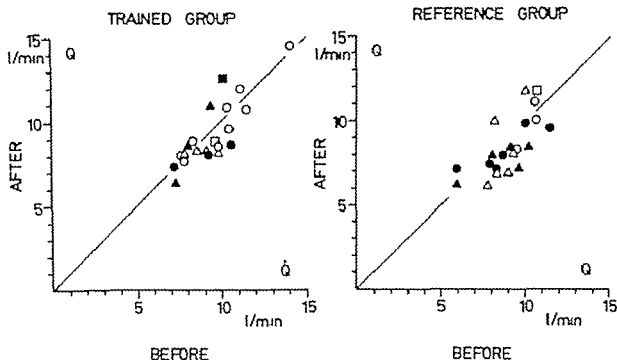 TRAINED GROUP
15
l/min
Q
10
AFTER
5
Q̇
5
10
15
l/min
BEFORE
REFERENCE GROUP
15
l/min
Q
10
AFTER
5
Q
5
10
15
l/min
BEFORE